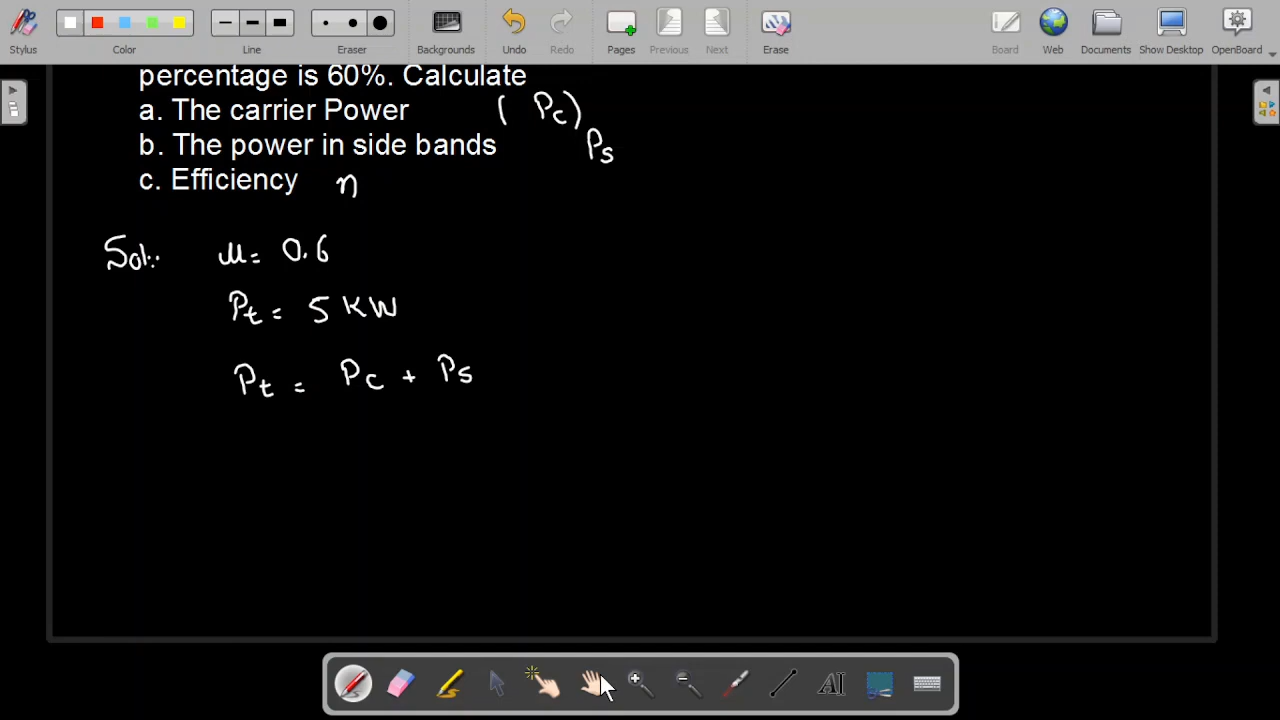 Stylus Color Line Eraser Backgrounds Undo Redo Pages Previous Next Erase Board Web Documents Show Desktop OpenBoard
percentage is 60%. Calculate
a. The carrier Power (Pc)
b. The power in side bands Ps
c. Efficiency η
Sol:. μ = 0.6
Pt = 5 KW
Pt = Pc + Ps
AI